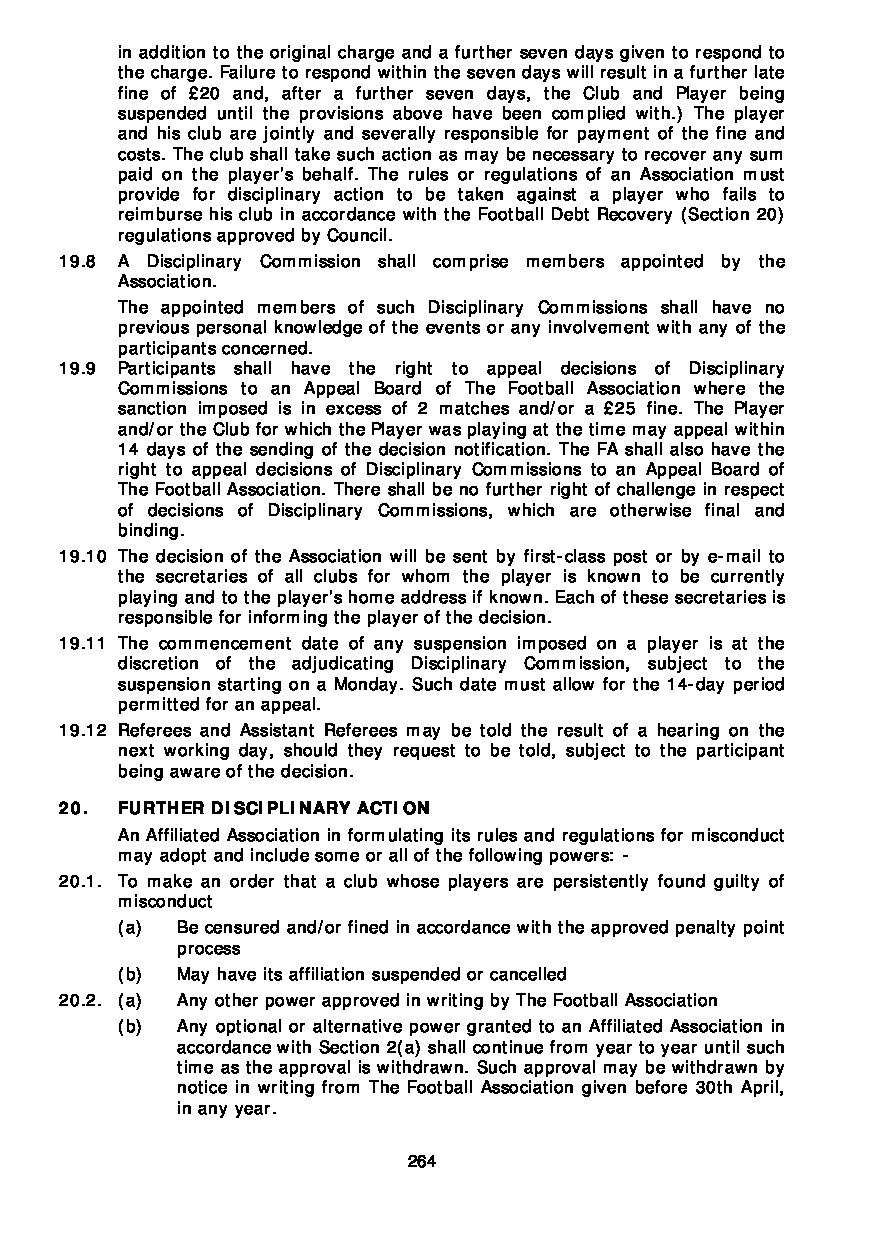 in addition to the original charge and a further seven days given to respond to
the charge. Failure to respond within the seven days will result in a further late
fine of £20 and, after a further seven days, the Club and Player being
suspended until the provisions above have been complied with.) The player
and his club are jointly and severally responsible for payment of the fine and
costs. The club shall take such action as may be necessary to recover any sum
paid on the player's behalf. The rules or regulations of an Association must
provide for disciplinary action to be taken against a player who fails to
reimburse his club in accordance with the Football Debt Recovery (Section 20)
regulations approved by Council.
19.8 A Disciplinary Commission shall comprise members appointed by the
Association.
The appointed members of such Disciplinary Commissions shall have no
previous personal knowledge of the events or any involvement with any of the
participants concerned.
19.9 Participants shall have the right to appeal decisions of Disciplinary
Commissions to an Appeal Board of The Football Association where the
sanction imposed is in excess of 2 matches and/or a £25 fine. The Player
and/or the Club for which the Player was playing at the time may appeal within
14 days of the sending of the decision notification. The FA shall also have the
right to appeal decisions of Disciplinary Commissions to an Appeal Board of
The Football Association. There shall be no further right of challenge in respect
of decisions of Disciplinary Commissions, which are otherwise final and
binding.
19.10 The decision of the Association will be sent by first-class post or by e-mail to
the secretaries of all clubs for whom the player is known to be currently
playing and to the player's home address if known. Each of these secretaries is
responsible for informing the player of the decision.
19.11 The commencement date of any suspension imposed on a player is at the
discretion of the adjudicating Disciplinary Commission, subject to the
suspension starting on a Monday. Such date must allow for the 14-day period
permitted for an appeal.
19.12 Referees and Assistant Referees may be told the result of a hearing on the
next working day, should they request to be told, subject to the participant
being aware of the decision.
20. FURTHER DISCIPLINARY ACTION
An Affiliated Association in formulating its rules and regulations for misconduct
may adopt and include some or all of the following powers: -
20.1. To make an order that a club whose players are persistently found guilty of
misconduct
(a) Be censured and/or fined in accordance with the approved penalty point
process
(b) May have its affiliation suspended or cancelled
20.2. (a) Any other power approved in writing by The Football Association
(b) Any optional or alternative power granted to an Affiliated Association in
accordance with Section 2(a) shall continue from year to year until such
time as the approval is withdrawn. Such approval may be withdrawn by
notice in writing from The Football Association given before 30th April,
in any year.
264